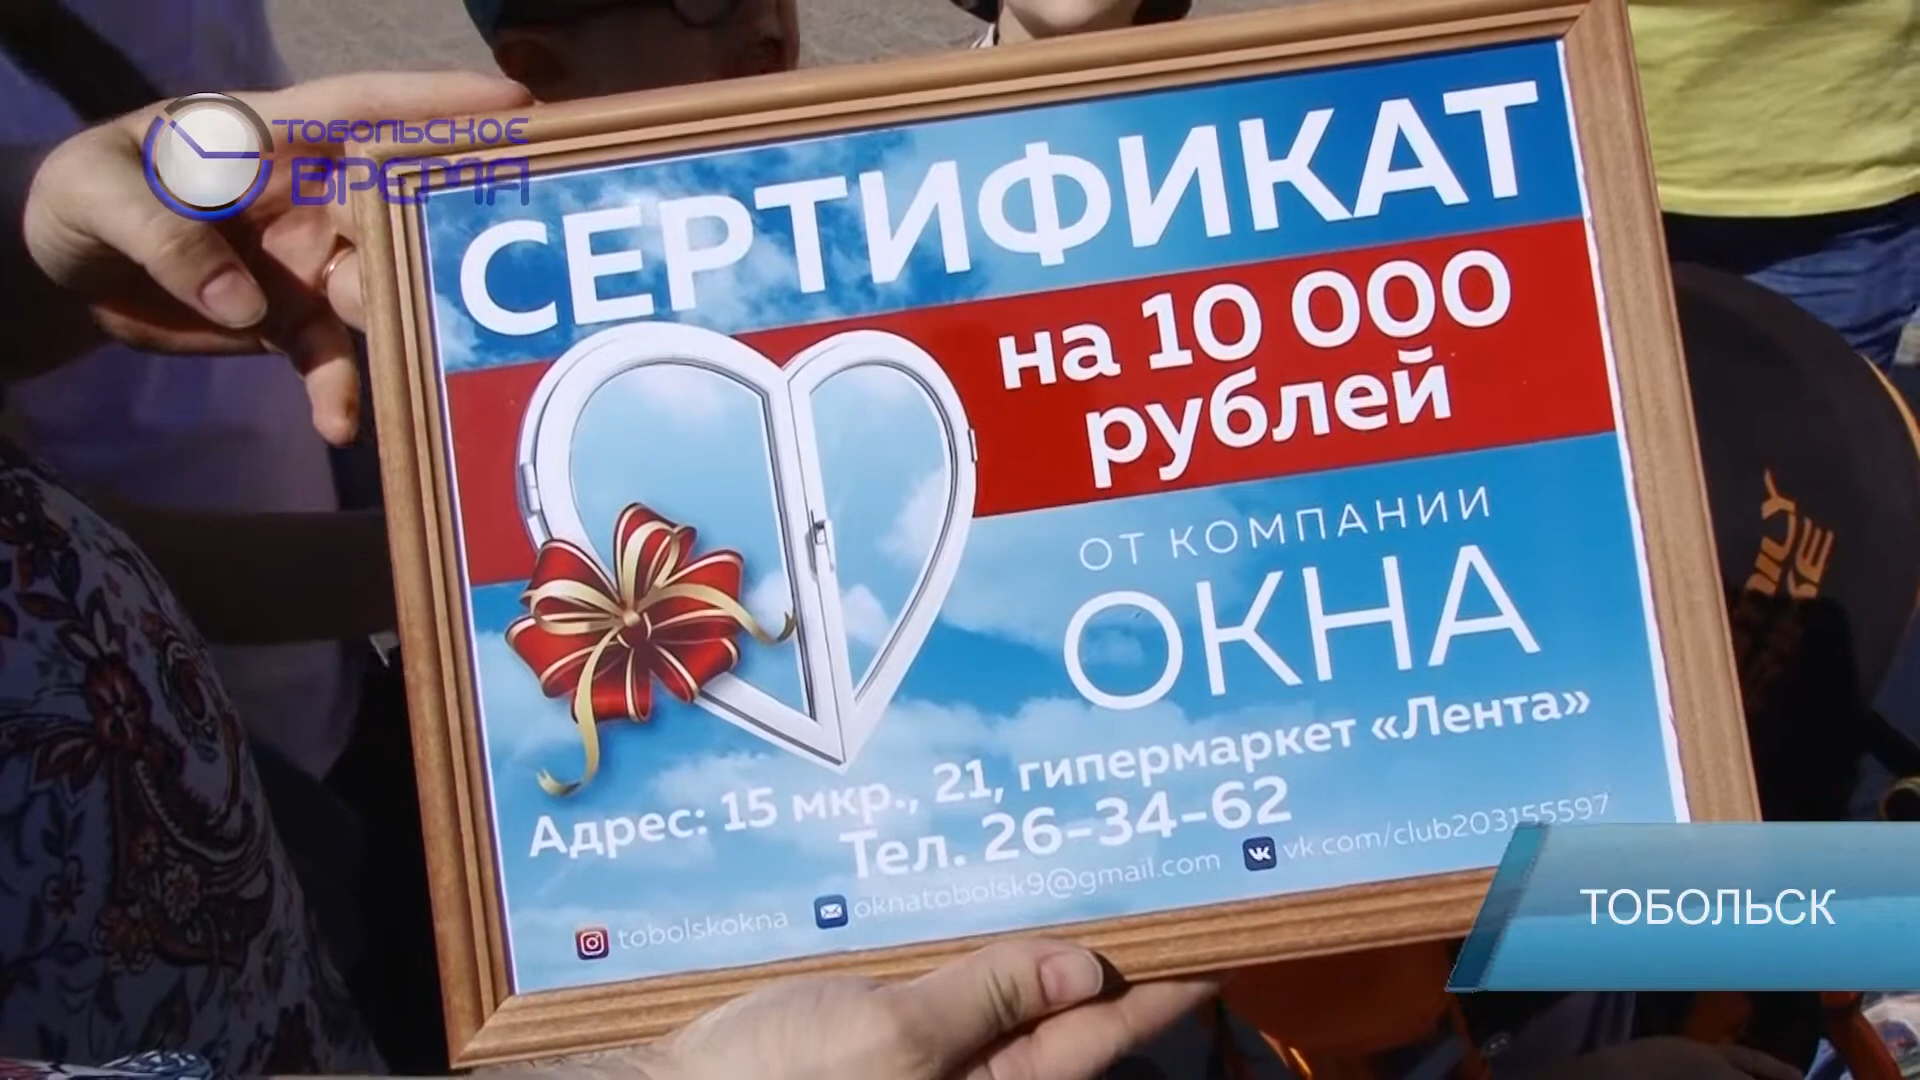 ТОБОЛЬСКОЕ
ВРЕМЯ
СЕРТИФИКАТ
на 10 000
рублей
ОТ КОМПАНИИ
ОКНА
Адрес: 15 мкр., 21, гипермаркет «Лента»
Тел. 26-34-62
tobolskokna oknatobolsk9@gmail.com vk.com/club203155597
ТОБОЛЬСК